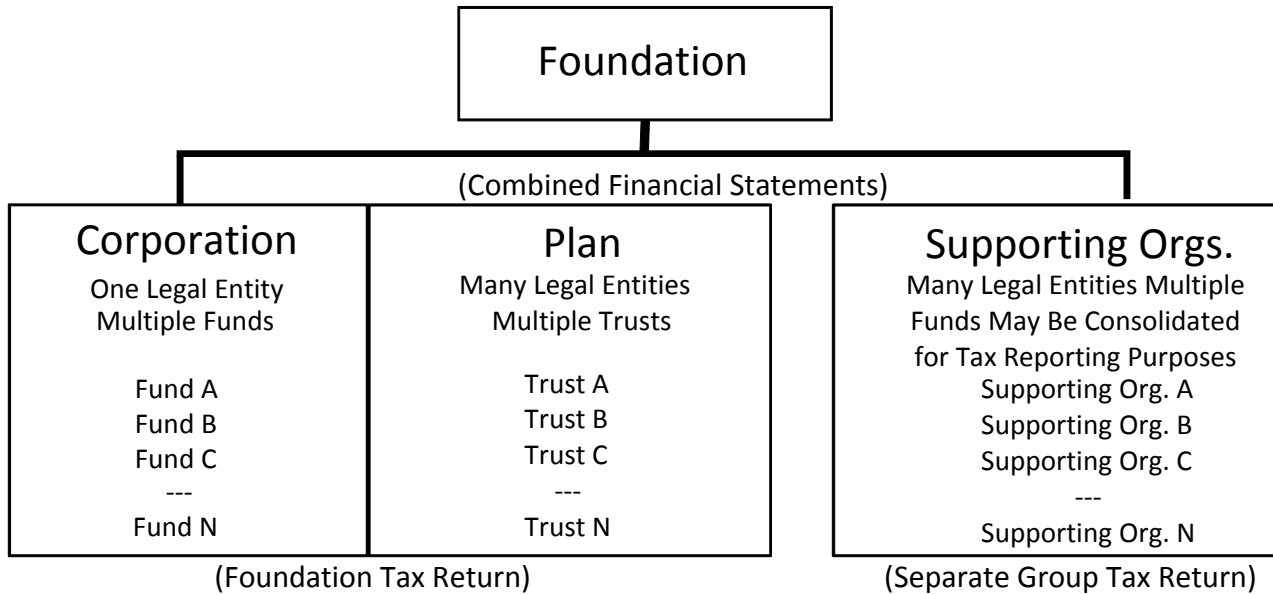 Foundation
(Combined Financial Statements)
Corporation
One Legal Entity
Multiple Funds
Fund A
Fund B
Fund C
---
Fund N
Plan
Many Legal Entities
Multiple Trusts
Trust A
Trust B
Trust C
---
Trust N
Supporting Orgs.
Many Legal Entities Multiple
Funds May Be Consolidated
for Tax Reporting Purposes
Supporting Org. A
Supporting Org. B
Supporting Org. C
---
Supporting Org. N
(Foundation Tax Return)
(Separate Group Tax Return)